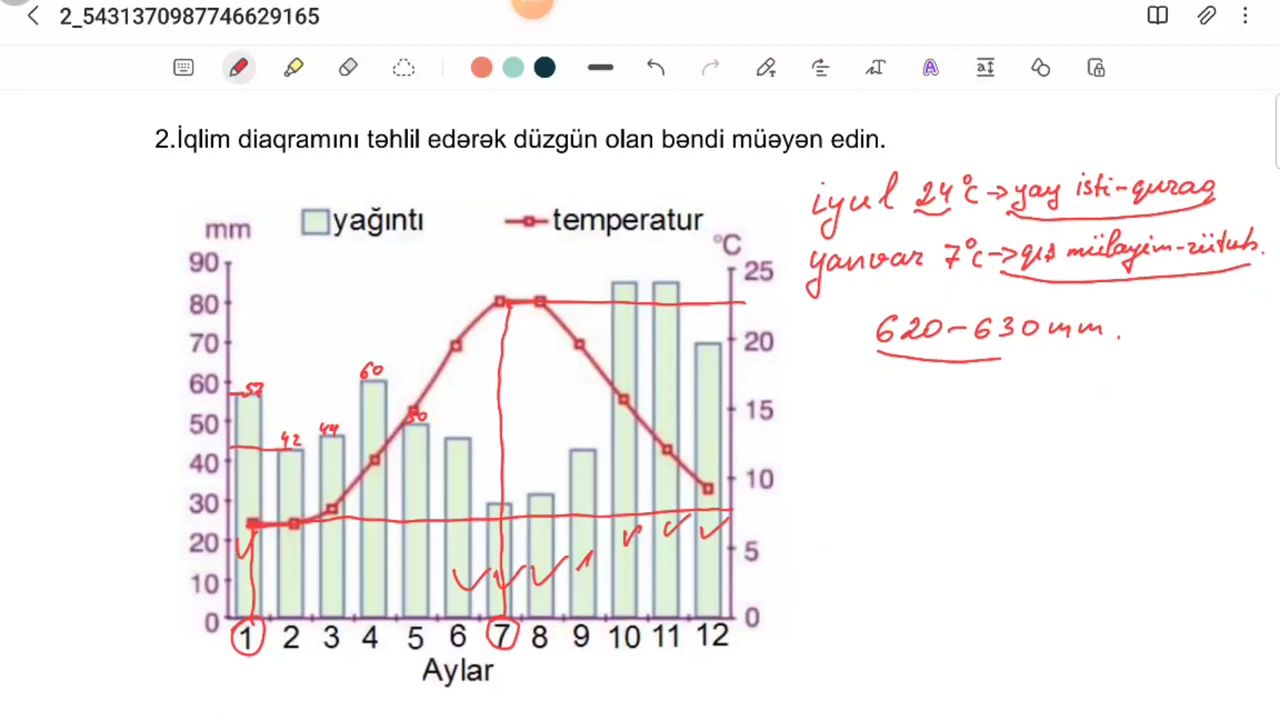 2_5431370987746629165
2.İqlim diaqramını təhlil edərək düzgün olan bəndi müəyən edin.
iyul 24°C→yay isti-quraq
yanvar 7°C→qış mülayim-rütub.
620-630mm.
mm
yağıntı
temperatur
°C
90
80
70
60
50
40
30
20
10
0
25
20
15
10
5
0
42
44
60
50
1 2 3 4 5 6 7 8 9 10 11 12
Aylar